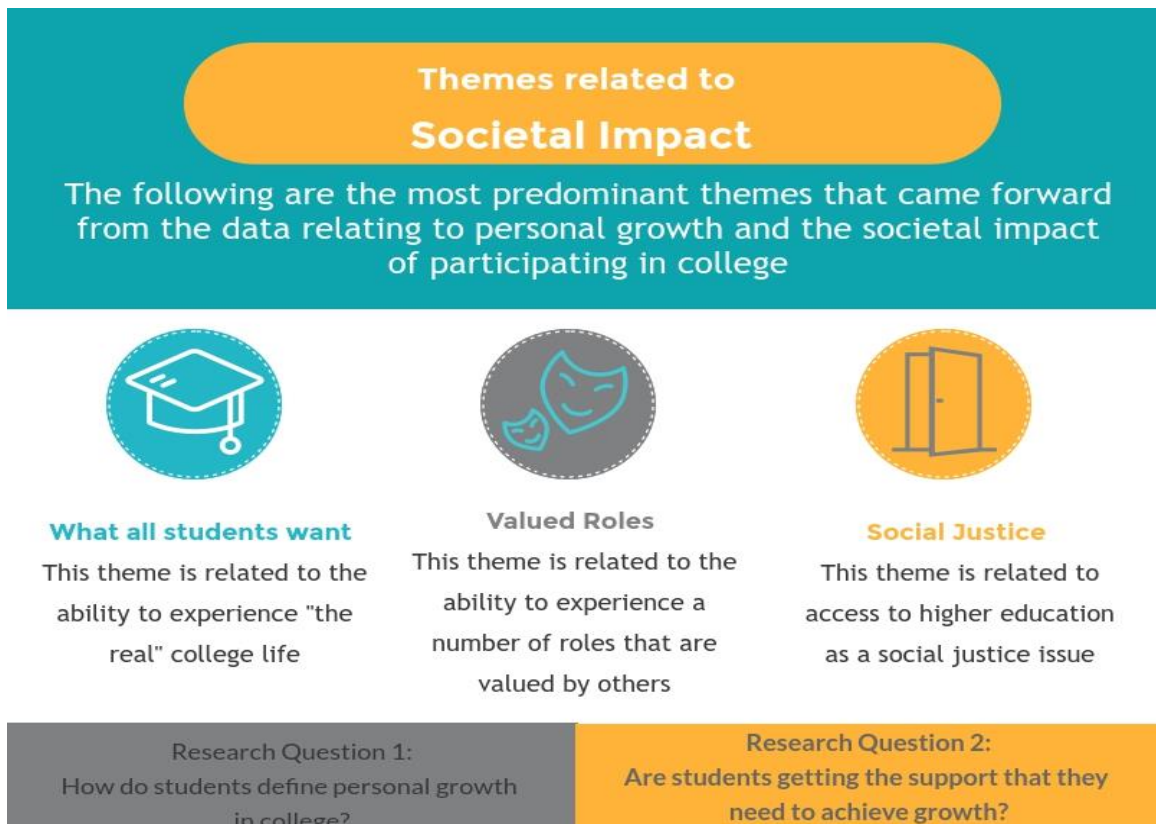 Themes related to
Societal Impact
The following are the most predominant themes that came forward
from the data relating to personal growth and the societal impact
of participating in college
What all students want
This theme is related to the
ability to experience "the
real" college life
Valued Roles
This theme is related to the
ability to experience a
number of roles that are
valued by others
Social Justice
This theme is related to
access to higher education
as a social justice issue
Research Question 1:
How do students define personal growth
in college?
Research Question 2:
Are students getting the support that they
need to achieve growth?